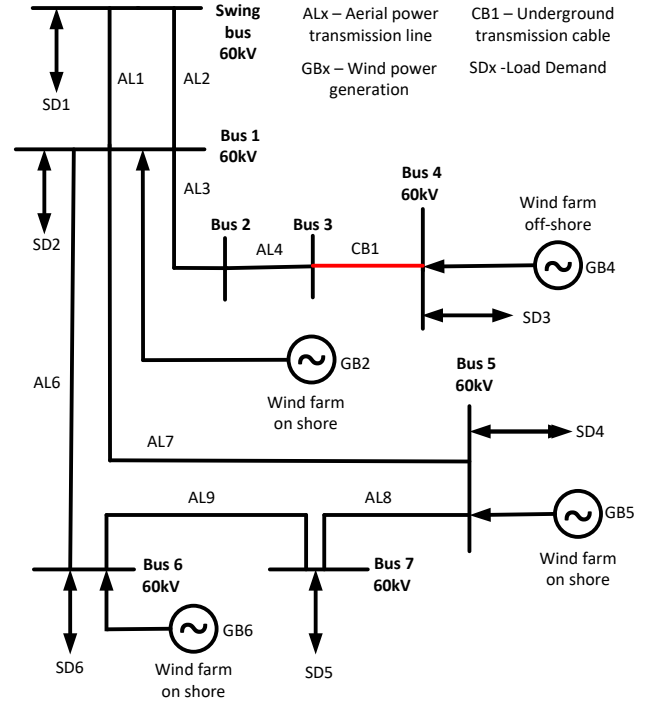 Swing
bus
60kV
ALx – Aerial power
transmission line
CB1 – Underground
transmission cable
GBx – Wind power
generation
SDx -Load Demand
SD1
AL1
AL2
Bus 1
60kV
SD2
AL3
Bus 2
AL4
Bus 3
CB1
Bus 4
60kV
Wind farm
off-shore
GB4
SD3
GB2
Wind farm
on shore
AL6
Bus 5
60kV
SD4
AL7
AL9
AL8
GB5
Wind farm
on shore
Bus 6
60kV
Bus 7
60kV
GB6
SD6
Wind farm
on shore
SD5